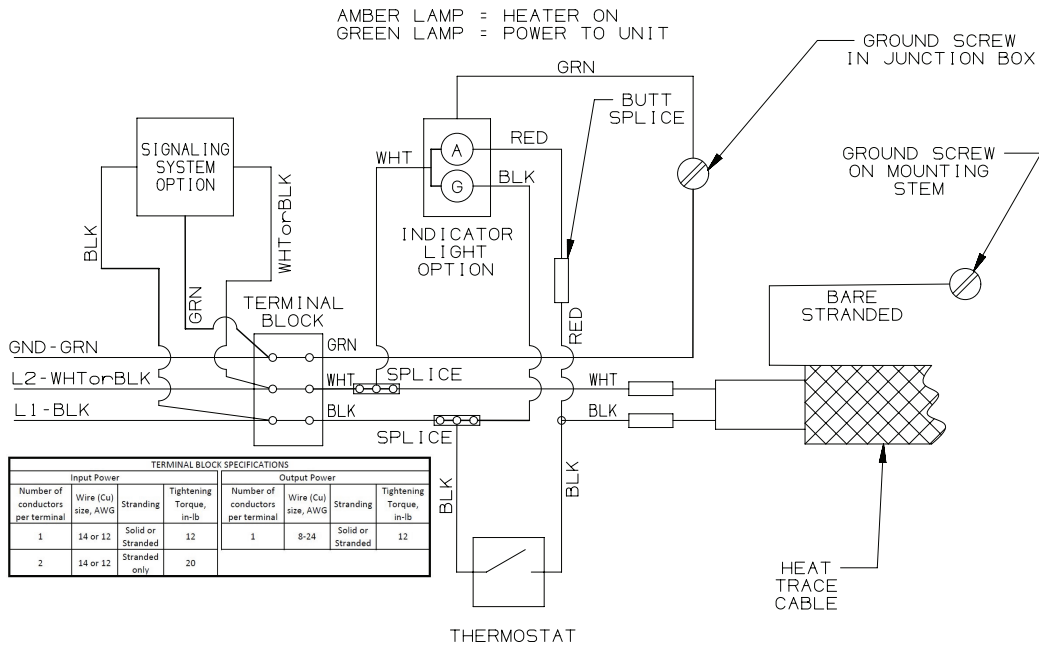 AMBER LAMP = HEATER ON
GREEN LAMP = POWER TO UNIT
GRN
GROUND SCREW
IN JUNCTION BOX
BUTT
SPLICE
SIGNALING
SYSTEM
OPTION
WHT
A
RED
G
BLK
GROUND SCREW
ON MOUNTING
STEM
BLK
WHTorBLK
INDICATOR
LIGHT
OPTION
GRN
TERMINAL
BLOCK
RED
BARE
STRANDED
GND-GRN
GRN
L2-WHTorBLK
WHT
SPLICE
WHT
L1-BLK
BLK
SPLICE
BLK
BLK
BLK
TERMINAL BLOCK SPECIFICATIONS
Input Power
Output Power
Number of conductors per terminal
Wire (Cu) size, AWG
Stranding
Tightening Torque, in-lb
Number of conductors per terminal
Wire (Cu) size, AWG
Stranding
Tightening Torque, in-lb
1
14 or 12
Solid or Stranded
12
1
8-24
Solid or Stranded
12
2
14 or 12
Stranded only
20
HEAT
TRACE
CABLE
THERMOSTAT